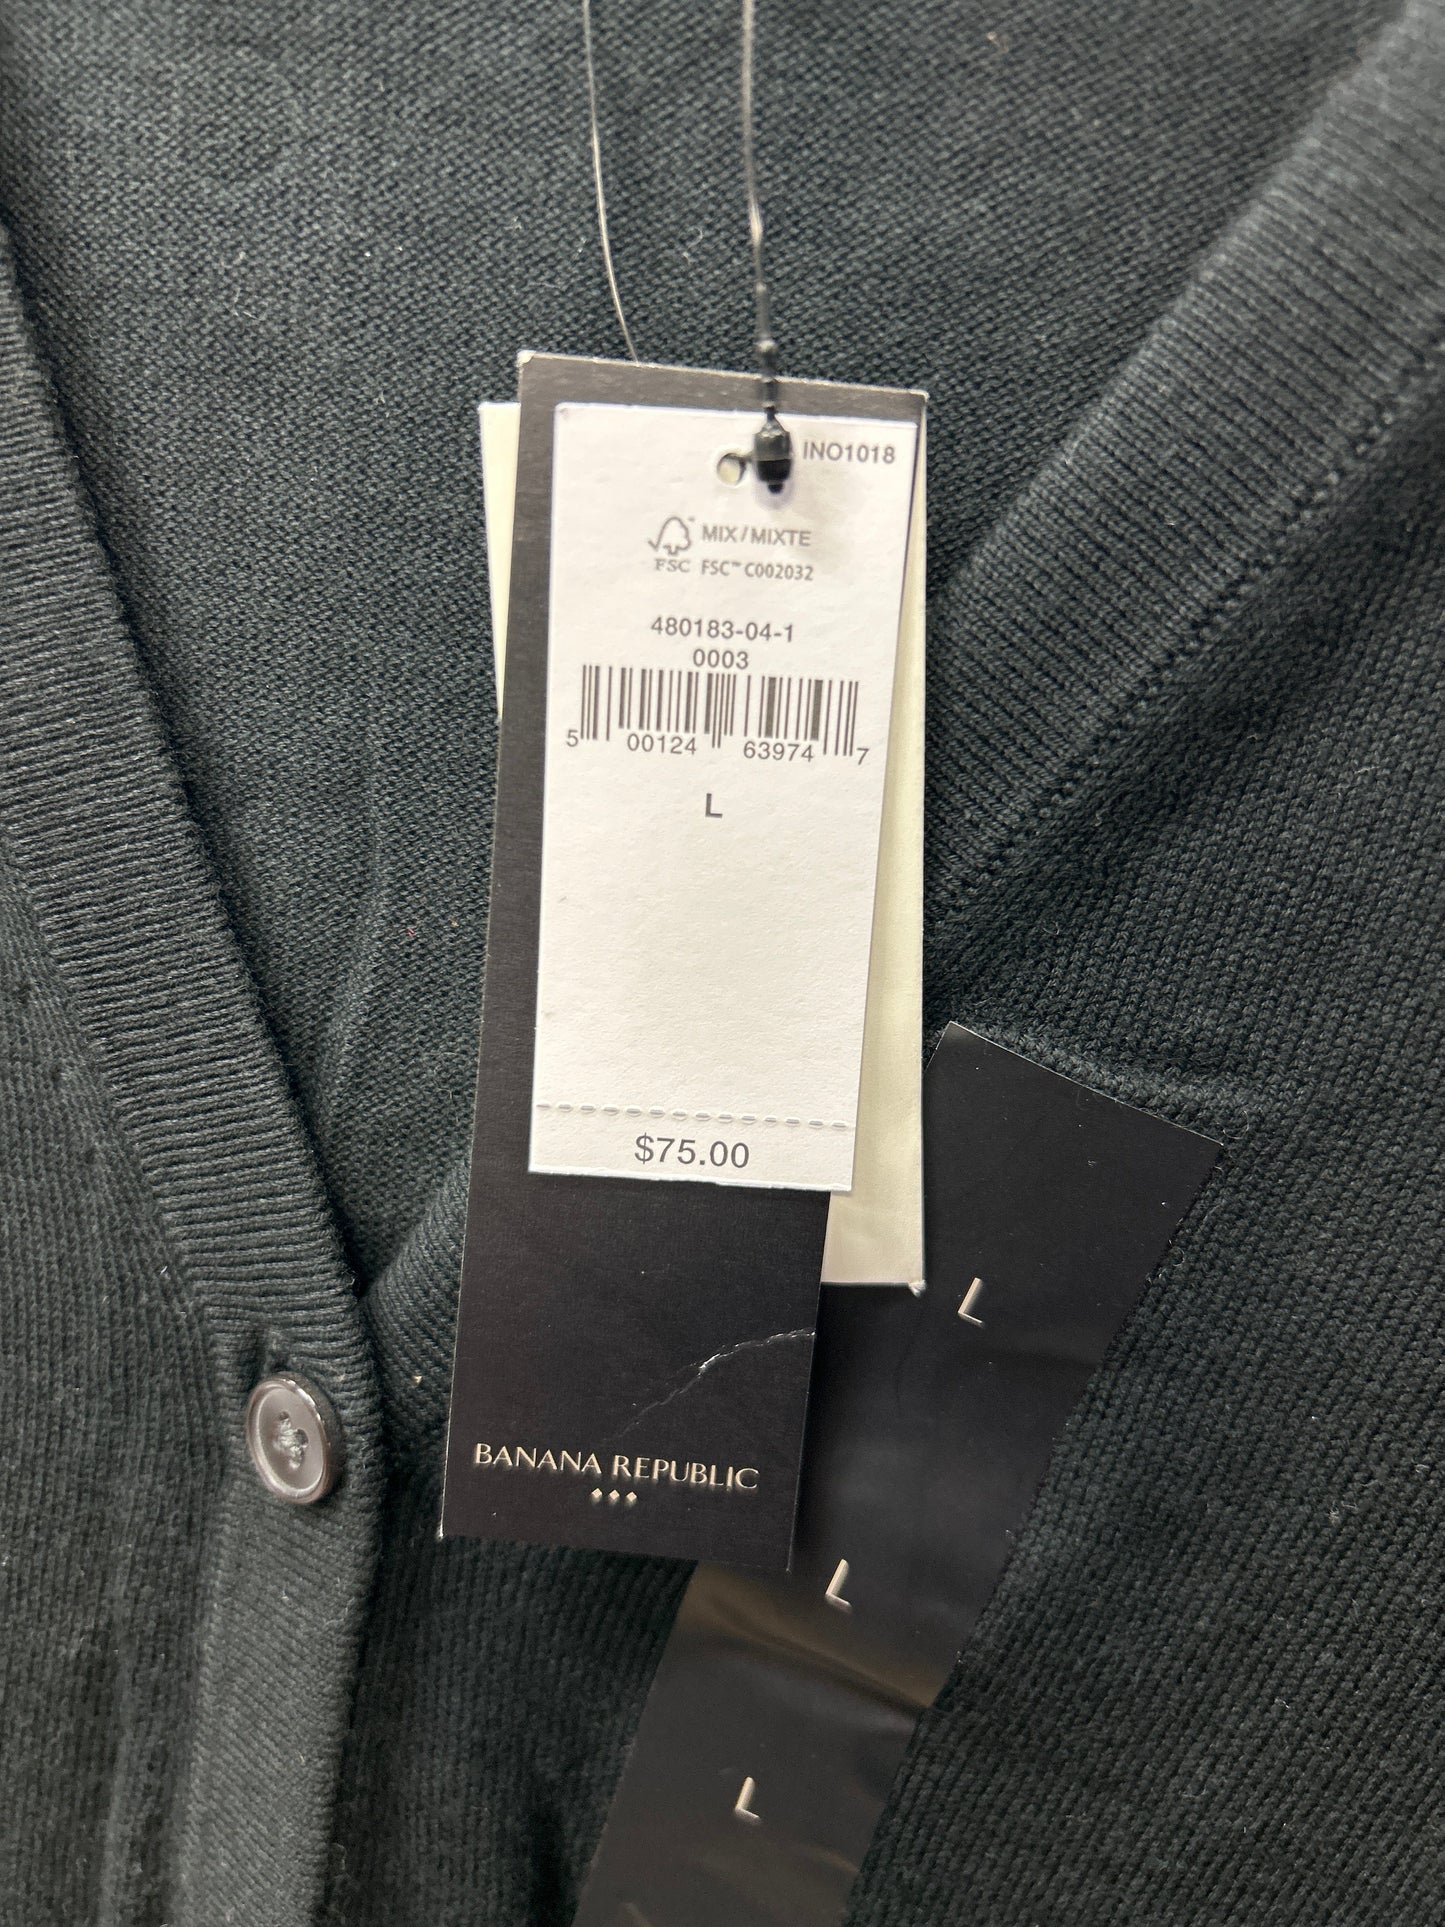 INO1018
MIX/MIXTE
FSC FSC™ C002032
480183-04-1
0003
5 00124 63974 7
L
$75.00
BANANA REPUBLIC
L
L
L